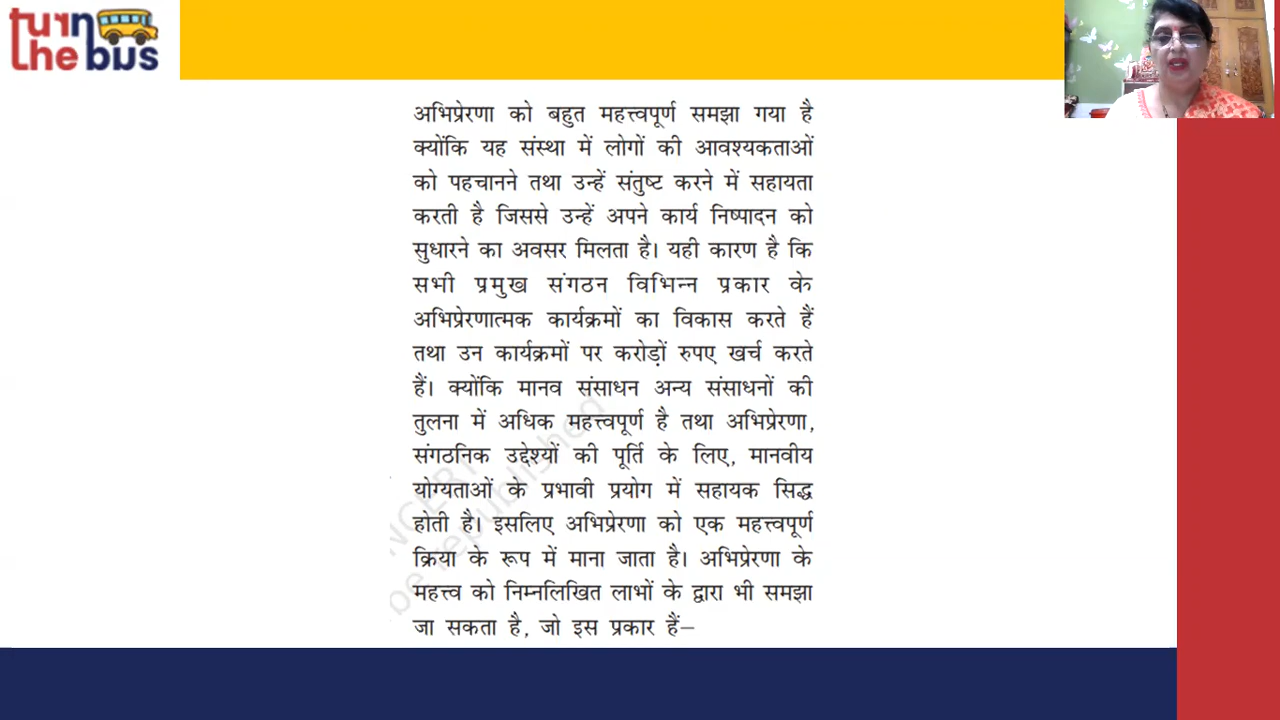 turn
the bus
अभिप्रेरणा को बहुत महत्त्वपूर्ण समझा गया है
क्योंकि यह संस्था में लोगों की आवश्यकताओं
को पहचानने तथा उन्हें संतुष्ट करने में सहायता
करती है जिससे उन्हें अपने कार्य निष्पादन को
सुधारने का अवसर मिलता है। यही कारण है कि
सभी प्रमुख संगठन विभिन्न प्रकार के
अभिप्रेरणात्मक कार्यक्रमों का विकास करते हैं
तथा उन कार्यक्रमों पर करोड़ों रुपए खर्च करते
हैं। क्योंकि मानव संसाधन अन्य संसाधनों की
तुलना में अधिक महत्त्वपूर्ण है तथा अभिप्रेरणा,
संगठनिक उद्देश्यों की पूर्ति के लिए, मानवीय
योग्यताओं के प्रभावी प्रयोग में सहायक सिद्ध
होती है। इसलिए अभिप्रेरणा को एक महत्त्वपूर्ण
क्रिया के रूप में माना जाता है। अभिप्रेरणा के
महत्त्व को निम्नलिखित लाभों के द्वारा भी समझा
जा सकता है, जो इस प्रकार हैं–
NCERT
be republished